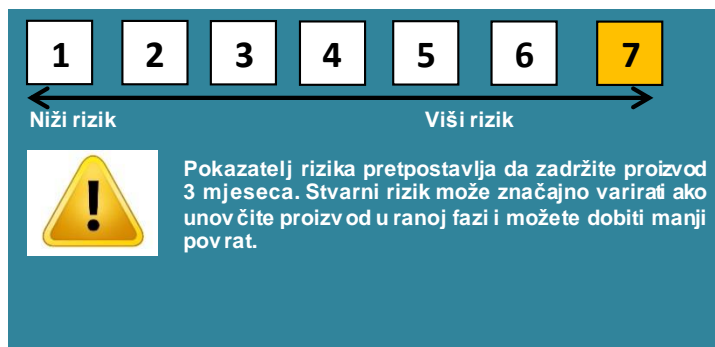 1 2 3 4 5 6 7
Niži rizik Viši rizik
Pokazatelj rizika pretpostavlja da zadržite proizvod
3 mjeseca. Stvarni rizik može značajno varirati ako
unovčite proizvod u ranoj fazi i možete dobiti manji
povrat.